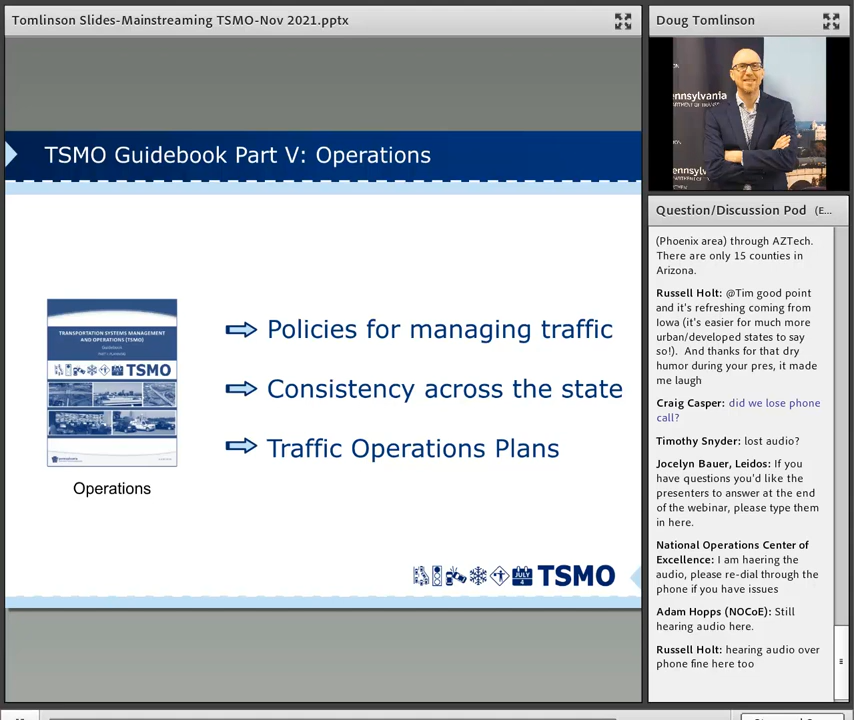 Tomlinson Slides-Mainstreaming TSMO-Nov 2021.pptx
TSMO Guidebook Part V: Operations
TRANSPORTATION SYSTEMS MANAGEMENT
AND OPERATIONS (TSMO)
TSMO
Operations
Policies for managing traffic
Consistency across the state
Traffic Operations Plans
JULY
4
TSMO
Doug Tomlinson
ennsylvania
ennsylvania
Question/Discussion Pod (E...
(Phoenix area) through AZTech.
There are only 15 counties in
Arizona.
Russell Holt: @Tim good point
and it's refreshing coming from
Iowa (it's easier for much more
urban/developed states to say
so!). And thanks for that dry
humor during your pres, it made
me laugh
Craig Casper: did we lose phone
call?
Timothy Snyder: lost audio?
Jocelyn Bauer, Leidos: If you
have questions you'd like the
presenters to answer at the end
of the webinar, please type them
in here.
National Operations Center of
Excellence: I am haering the
audio, please re-dial through the
phone if you have issues
Adam Hopps (NOCoE): Still
hearing audio here.
Russell Holt: hearing audio over
phone fine here too